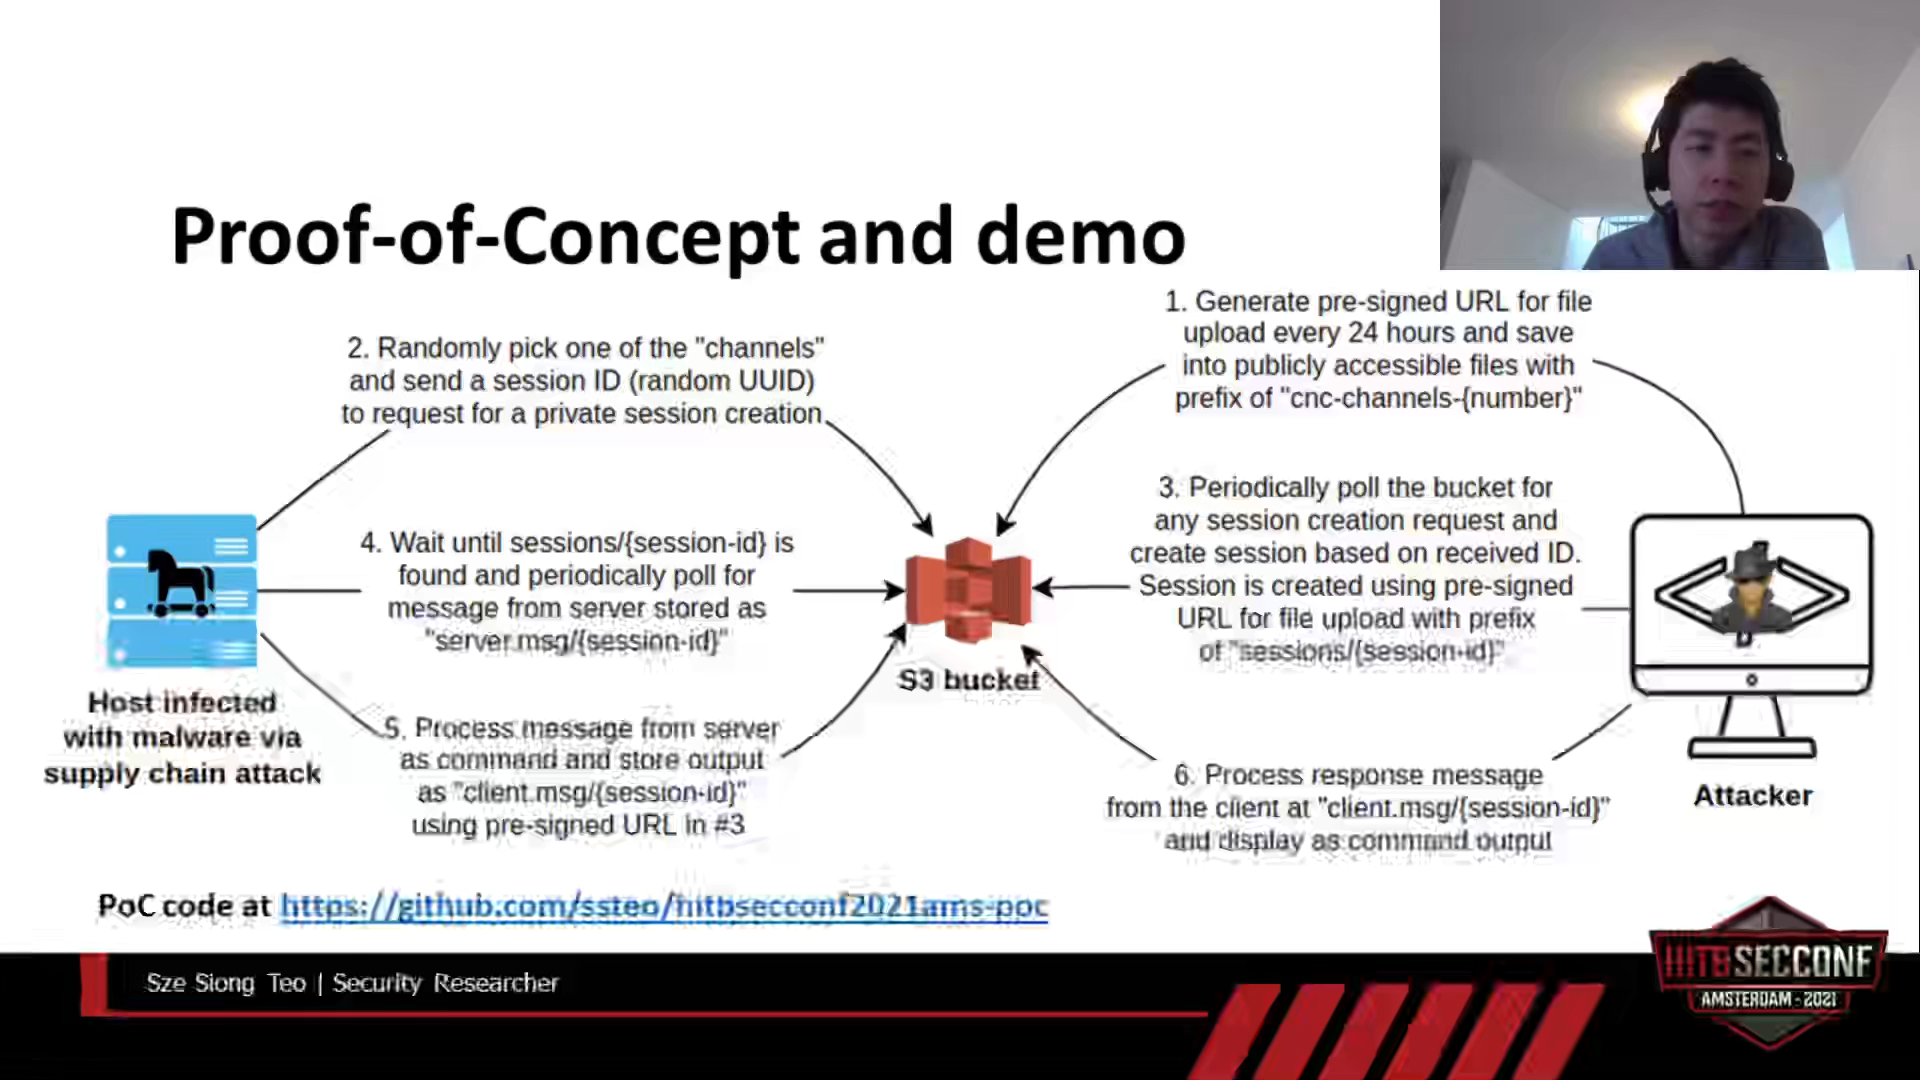 Proof-of-Concept and demo
1. Generate pre-signed URL for file
upload every 24 hours and save
into publicly accessible files with
prefix of "cnc-channels-{number}"
2. Randomly pick one of the "channels"
and send a session ID (random UUID)
to request for a private session creation
3. Periodically poll the bucket for
any session creation request and
create session based on received ID.
Session is created using pre-signed
URL for file upload with prefix
of "sessions/{session-id}"
4. Wait until sessions/{session-id} is
found and periodically poll for
message from server stored as
"server.msg/{session-id}"
S3 bucket
Host infected
with malware via
supply chain attack
5. Process message from server
as command and store output
as "client.msg/{session-id}"
using pre-signed URL in #3
6. Process response message
from the client at "client.msg/{session-id}"
and display as command output
Attacker
PoC code at https://github.com/ssteo/hitbsecconf2021ams-poc
Sze Siong Teo | Security Researcher
HITBSECCONF
AMSTERDAM - 2021